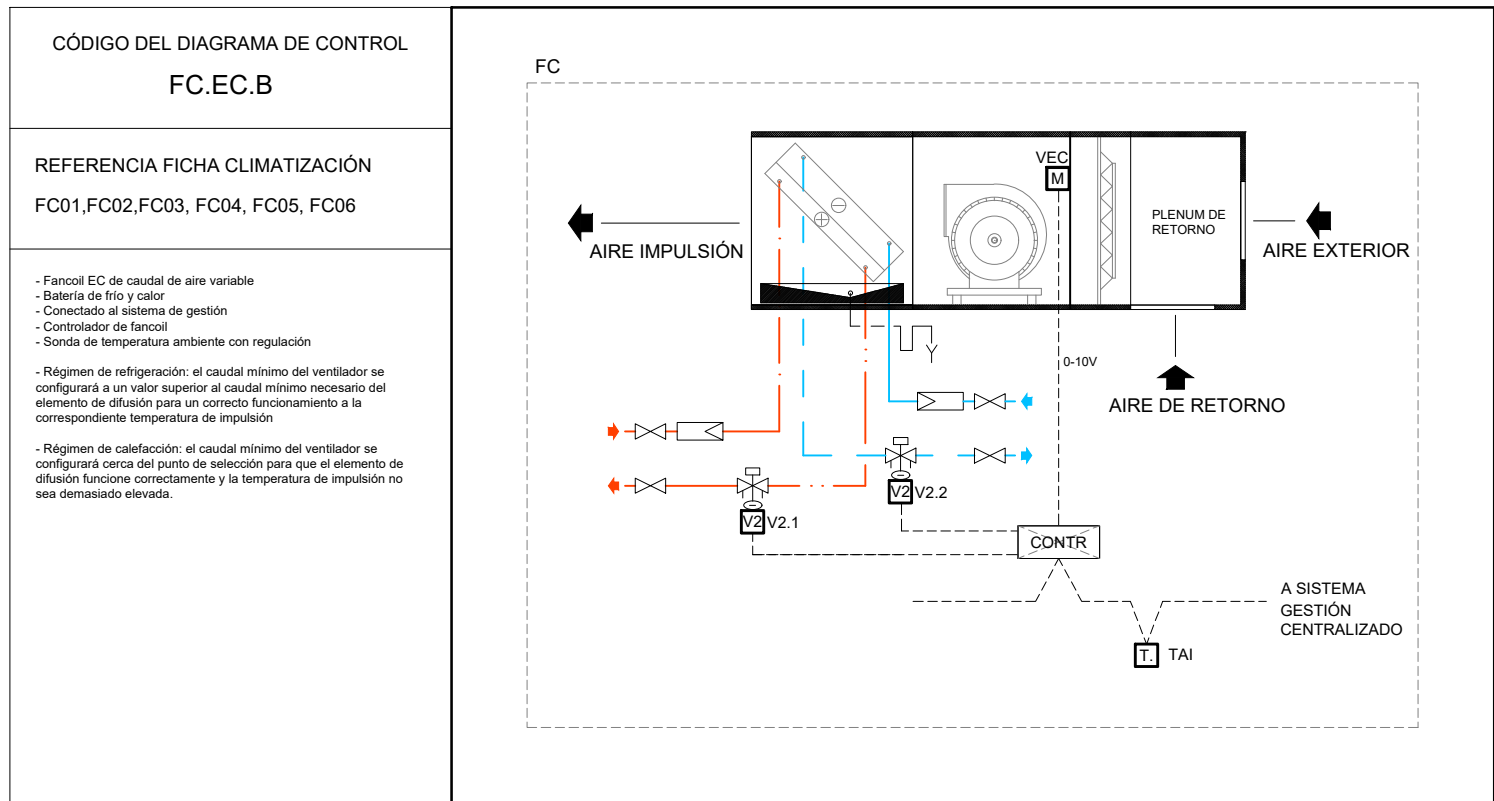 CÓDIGO DEL DIAGRAMA DE CONTROL
FC.EC.B
REFERENCIA FICHA CLIMATIZACIÓN
FC01,FC02,FC03, FC04, FC05, FC06
- Fancoil EC de caudal de aire variable
- Batería de frío y calor
- Conectado al sistema de gestión
- Controlador de fancoil
- Sonda de temperatura ambiente con regulación
- Régimen de refrigeración: el caudal mínimo del ventilador se
configurará a un valor superior al caudal mínimo necesario del
elemento de difusión para un correcto funcionamiento a la
correspondiente temperatura de impulsión
- Régimen de calefacción: el caudal mínimo del ventilador se
configurará cerca del punto de selección para que el elemento de
difusión funcione correctamente y la temperatura de impulsión no
sea demasiado elevada.
FC
VEC
M
PLENUM DE
RETORNO
AIRE IMPULSIÓN
AIRE EXTERIOR
0-10V
AIRE DE RETORNO
V2 V2.2
V2 V2.1
CONTR
A SISTEMA
GESTIÓN
CENTRALIZADO
T. TAI